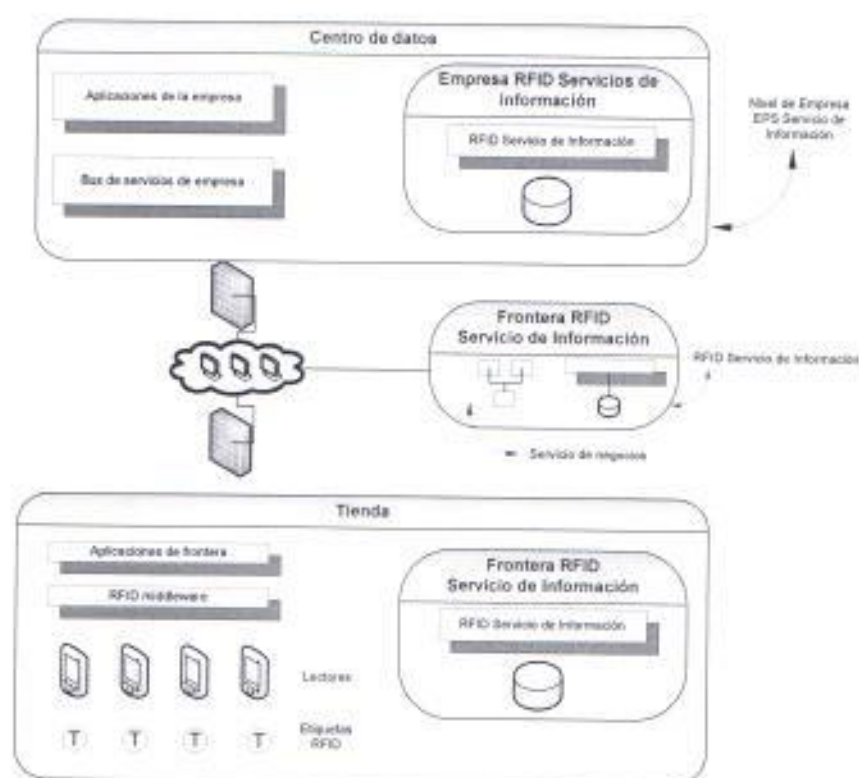 Centro de datos
Aplicaciones de la empresa
Bus de servicios de empresa
Empresa RFID Servicios de
Información
RFID Servicio de Información
Nivel de Empresa
EPS Servicio de
Información
Frontera RFID
Servicio de Información
RFID Servicio de Información
Servicio de negocios
Tienda
Aplicaciones de frontera
RFID middleware
Lectores
Etiquetas
RFID
T
T
T
T
Frontera RFID
Servicio de Información
RFID Servicio de Información